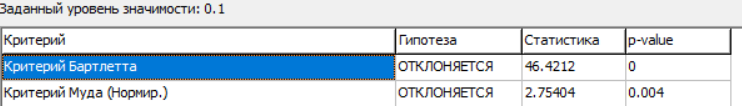 Заданный уровень значимости: 0.1
Критерий Гипотеза Статистика p-value
Критерий Бартлетта ОТКЛОНЯЕТСЯ 46.4212 0
Критерий Муда (Нормир.) ОТКЛОНЯЕТСЯ 2.75404 0.004